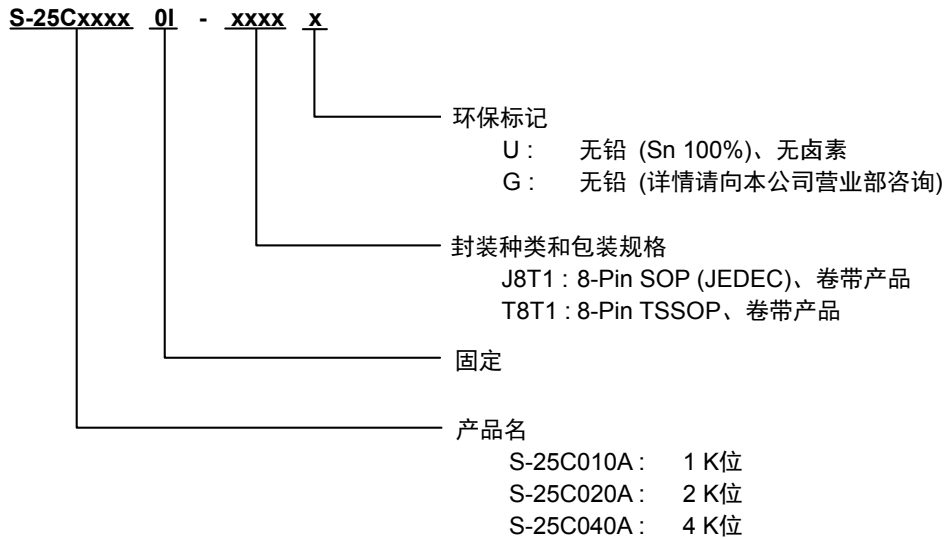 S-25Cxxxx 0I - xxxx x
环保标记
U : 无铅 (Sn 100%)、无卤素
G : 无铅 (详情请向本公司营业部咨询)
封装种类和包装规格
J8T1 : 8-Pin SOP (JEDEC)、卷带产品
T8T1 : 8-Pin TSSOP、卷带产品
固定
产品名
S-25C010A : 1 K位
S-25C020A : 2 K位
S-25C040A : 4 K位